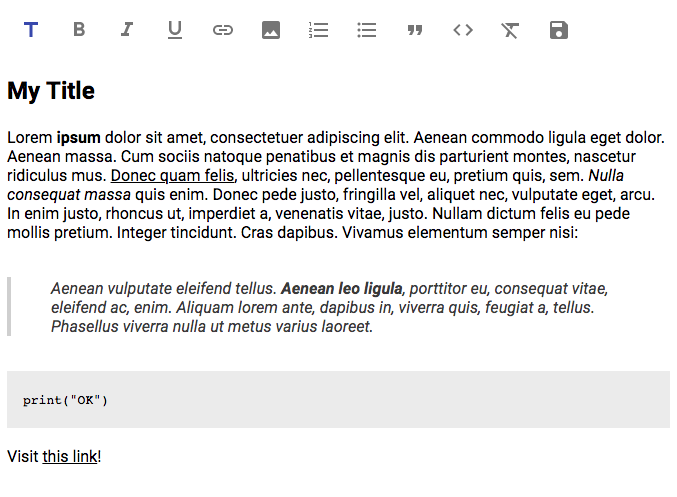 T B I U
My Title
Lorem ipsum dolor sit amet, consectetuer adipiscing elit. Aenean commodo ligula eget dolor.
Aenean massa. Cum sociis natoque penatibus et magnis dis parturient montes, nascetur
ridiculus mus. Donec quam felis, ultricies nec, pellentesque eu, pretium quis, sem. Nulla
consequat massa quis enim. Donec pede justo, fringilla vel, aliquet nec, vulputate eget, arcu.
In enim justo, rhoncus ut, imperdiet a, venenatis vitae, justo. Nullam dictum felis eu pede
mollis pretium. Integer tincidunt. Cras dapibus. Vivamus elementum semper nisi:
Aenean vulputate eleifend tellus. Aenean leo ligula, porttitor eu, consequat vitae,
eleifend ac, enim. Aliquam lorem ante, dapibus in, viverra quis, feugiat a, tellus.
Phasellus viverra nulla ut metus varius laoreet.
print("OK")
Visit this link!